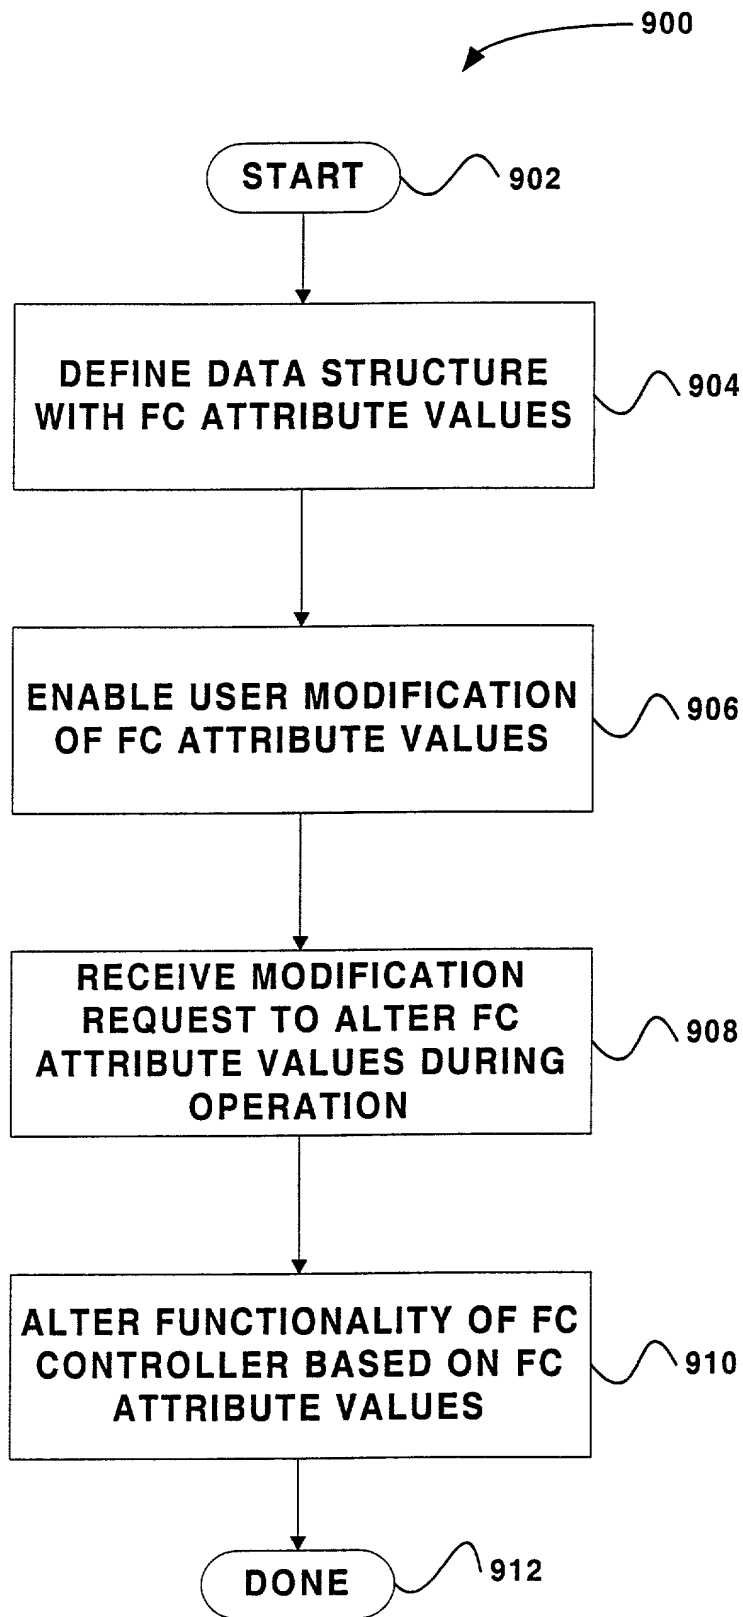 900
START
902
DEFINE DATA STRUCTURE
WITH FC ATTRIBUTE VALUES
904
ENABLE USER MODIFICATION
OF FC ATTRIBUTE VALUES
906
RECEIVE MODIFICATION
REQUEST TO ALTER FC
ATTRIBUTE VALUES DURING
OPERATION
908
ALTER FUNCTIONALITY OF FC
CONTROLLER BASED ON FC
ATTRIBUTE VALUES
910
DONE
912